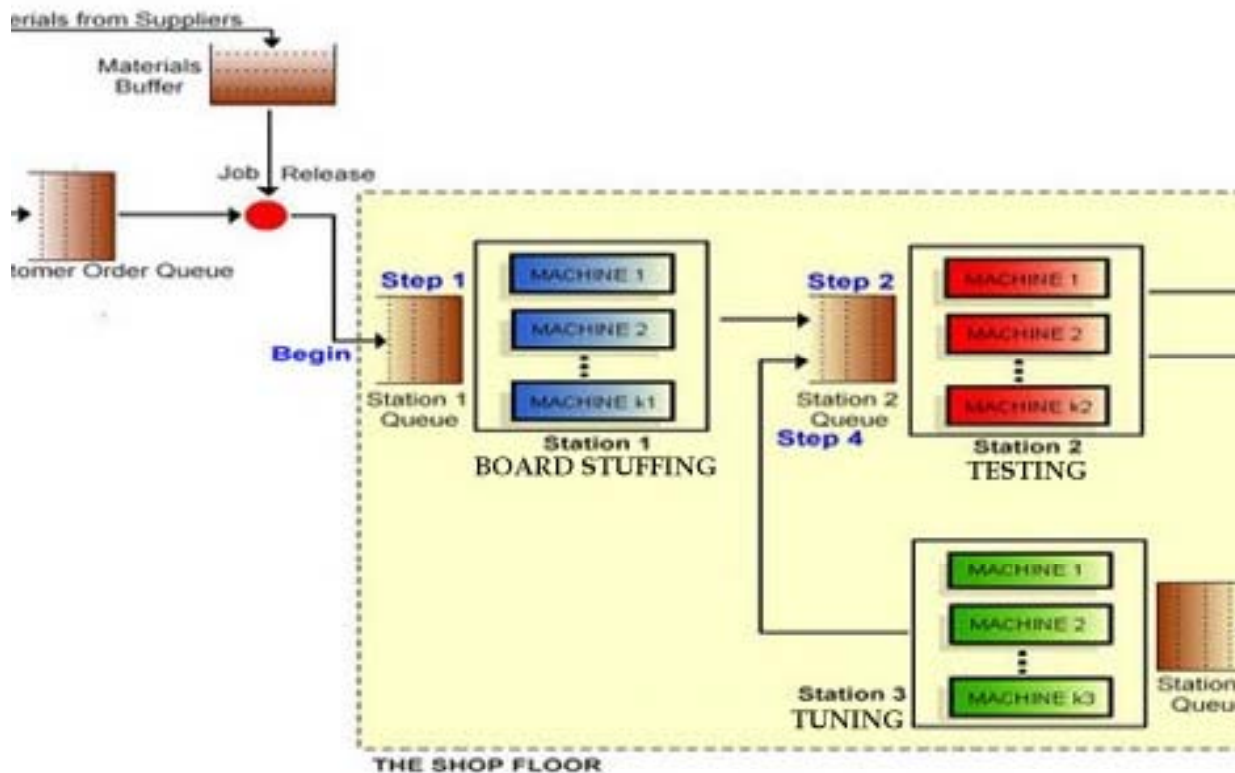 erials from Suppliers
Materials
Buffer
Job Release
tomer Order Queue
Begin
Step 1
Station 1
Queue
MACHINE 1
MACHINE 2
MACHINE k1
Station 1
BOARD STUFFING
Step 2
Station 2
Queue
Step 4
MACHINE 1
MACHINE 2
MACHINE k2
Station 2
TESTING
MACHINE 1
MACHINE 2
MACHINE k3
Station 3
TUNING
Station
Queu
THE SHOP FLOOR